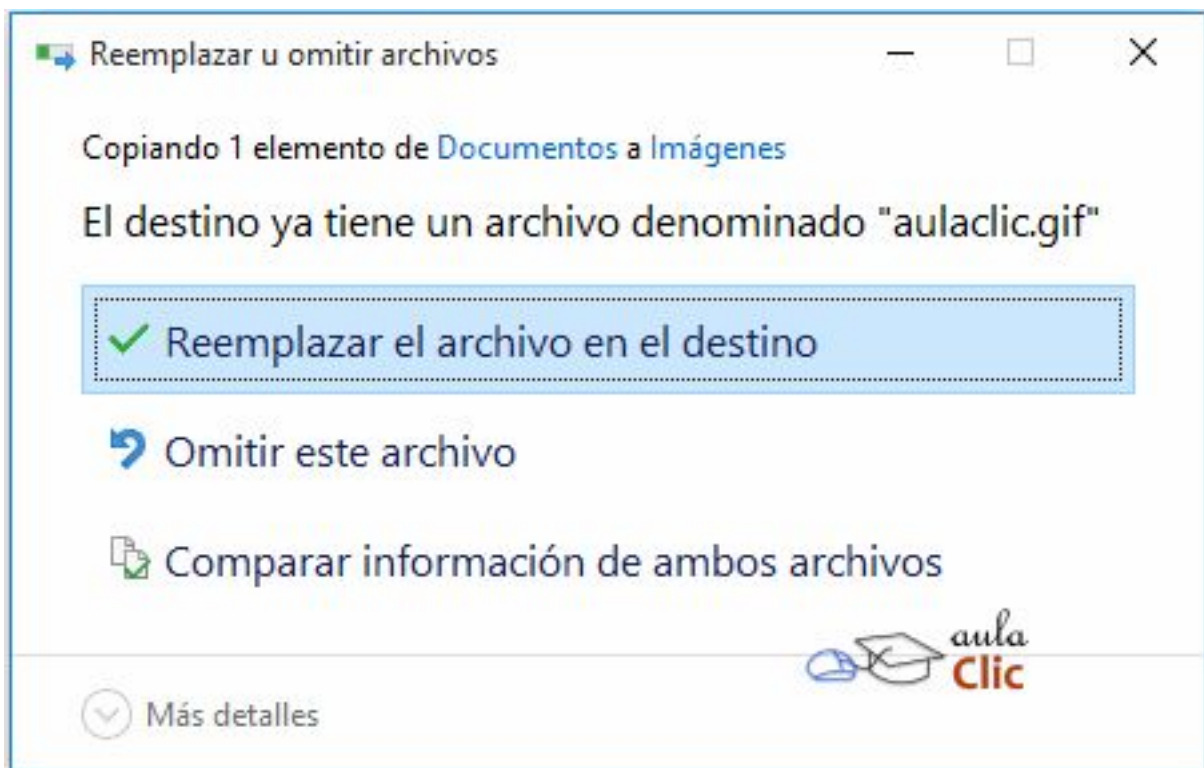 Reemplazar u omitir archivos
Copiando 1 elemento de Documentos a Imágenes
El destino ya tiene un archivo denominado "aulaclic.gif"
Reemplazar el archivo en el destino
Omitir este archivo
Comparar información de ambos archivos
aula
Clic
Más detalles